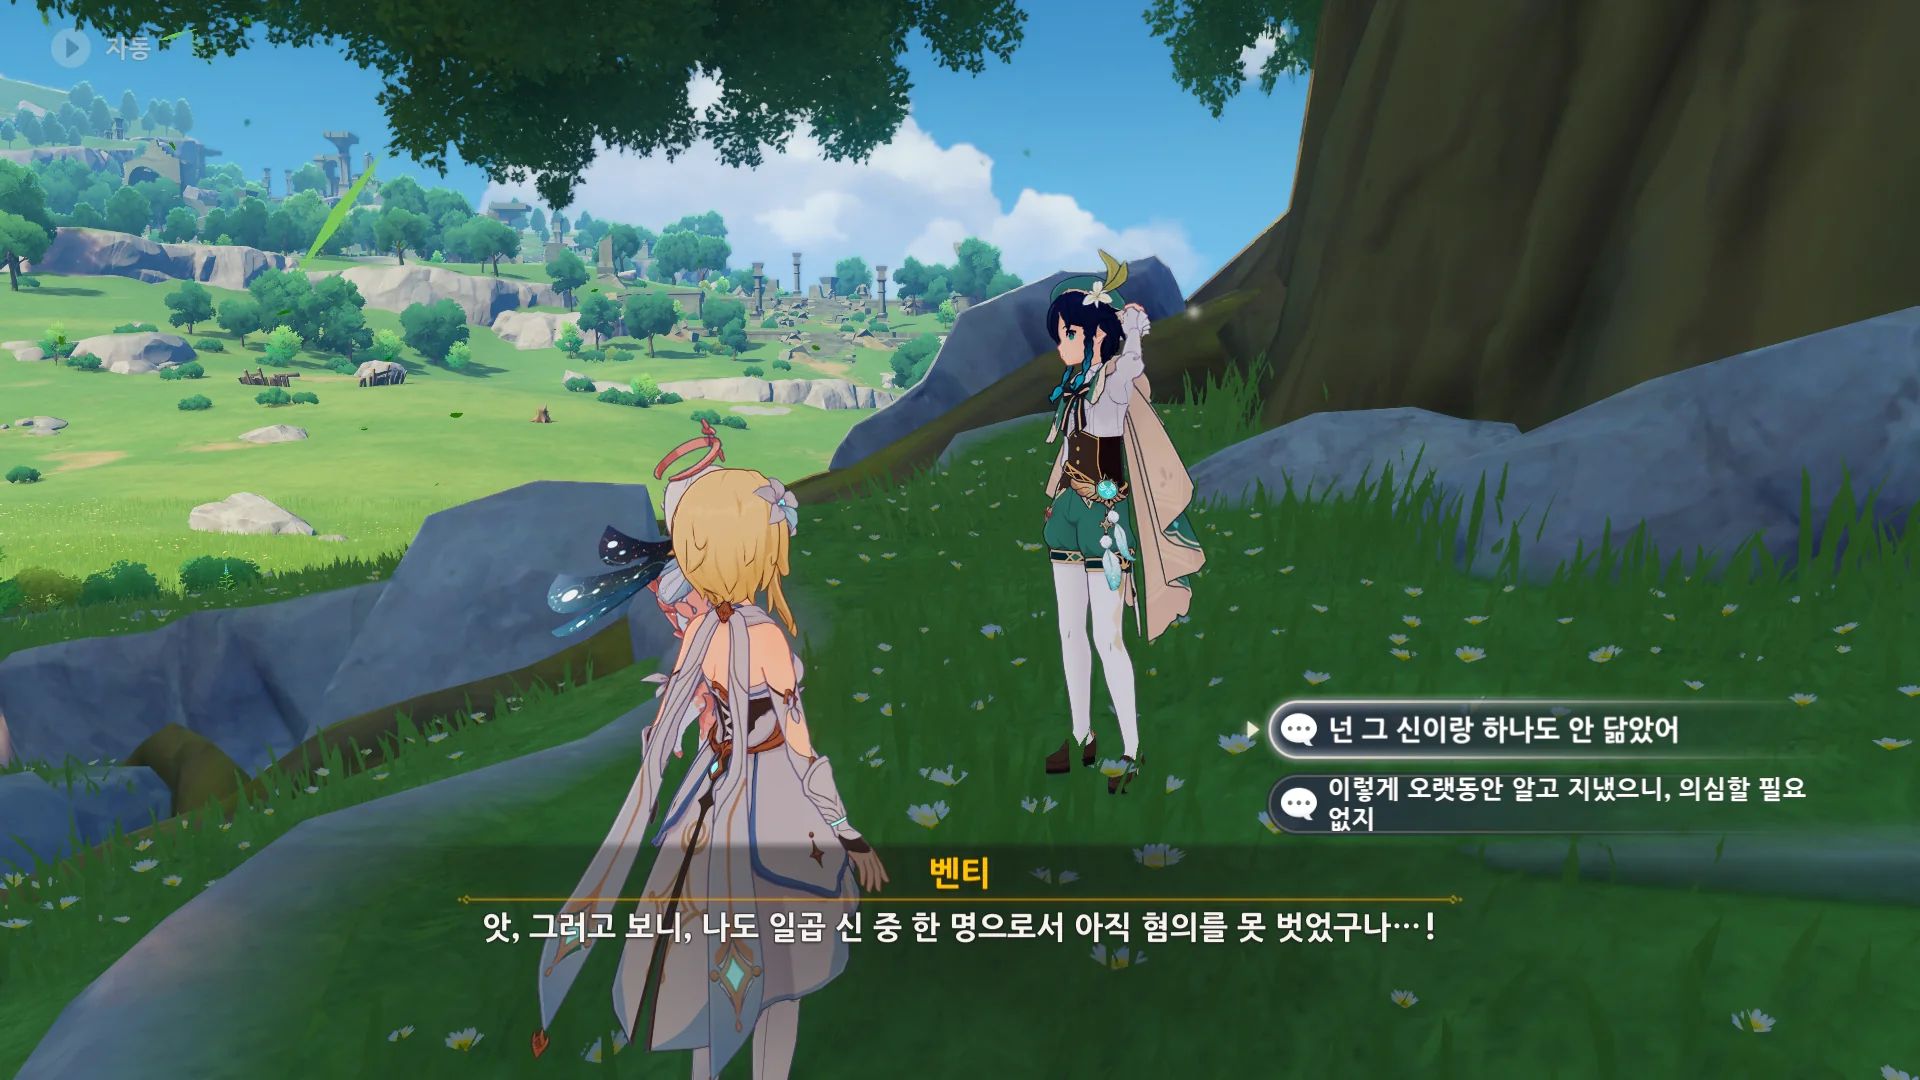 자동
넌 그 신이랑 하나도 안 닮았어
이렇게 오랫동안 알고 지냈으니, 의심할 필요
없지
벤티
앗, 그러고 보니, 나도 일곱 신 중 한 명으로서 아직 혐의를 못 벗었구나…!